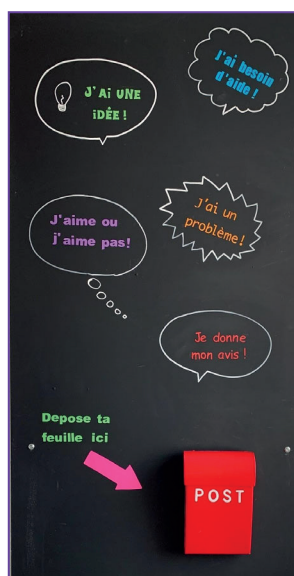 J'Ai UNE
iDÉE !
J'ai besoin
d'aide !
J'aime ou
j'aime pas!
J'ai un
problème !
Je donne
mon avis !
Depose ta
feuille ici
POST